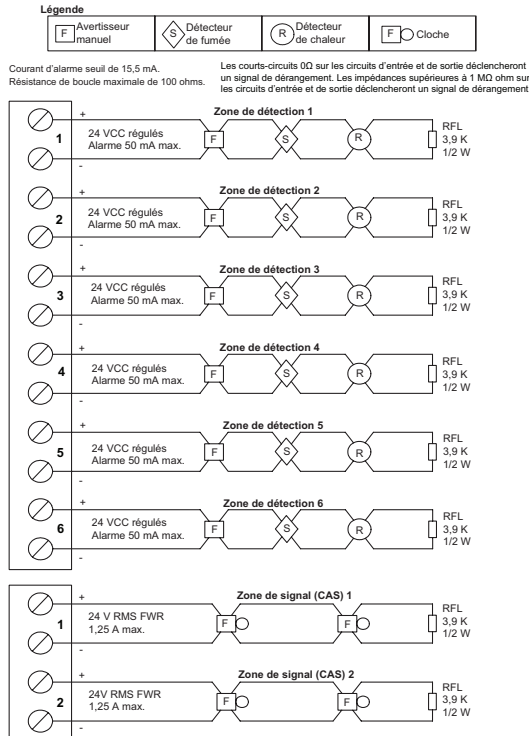 Légende
F Avertisseur manuel
S Détecteur de fumée
R Détecteur de chaleur
F Cloche
Courant d'alarme seuil de 15,5 mA.
Résistance de boucle maximale de 100 ohms.
Les courts-circuits 0Ω sur les circuits d'entrée et de sortie déclencheront
un signal de dérangement. Les impédances supérieures à 1 MΩ ohm sur
les circuits d'entrée et de sortie déclencheront un signal de dérangement
Zone de détection 1
+
1
-
24 VCC régulés
Alarme 50 mA max.
F
S
R
RFL
3,9 K
1/2 W
Zone de détection 2
+
2
-
24 VCC régulés
Alarme 50 mA max.
F
S
R
RFL
3,9 K
1/2 W
Zone de détection 3
+
3
-
24 VCC régulés
Alarme 50 mA max.
F
S
R
RFL
3,9 K
1/2 W
Zone de détection 4
+
4
-
24 VCC régulés
Alarme 50 mA max.
F
S
R
RFL
3,9 K
1/2 W
Zone de détection 5
+
5
-
24 VCC régulés
Alarme 50 mA max.
F
S
R
RFL
3,9 K
1/2 W
Zone de détection 6
+
6
-
24 VCC régulés
Alarme 50 mA max.
F
S
R
RFL
3,9 K
1/2 W
Zone de signal (CAS) 1
+
1
-
24 V RMS FWR
1,25 A max.
F
F
RFL
3,9 K
1/2 W
Zone de signal (CAS) 2
+
2
-
24V RMS FWR
1,25 A max.
F
F
RFL
3,9 K
1/2 W